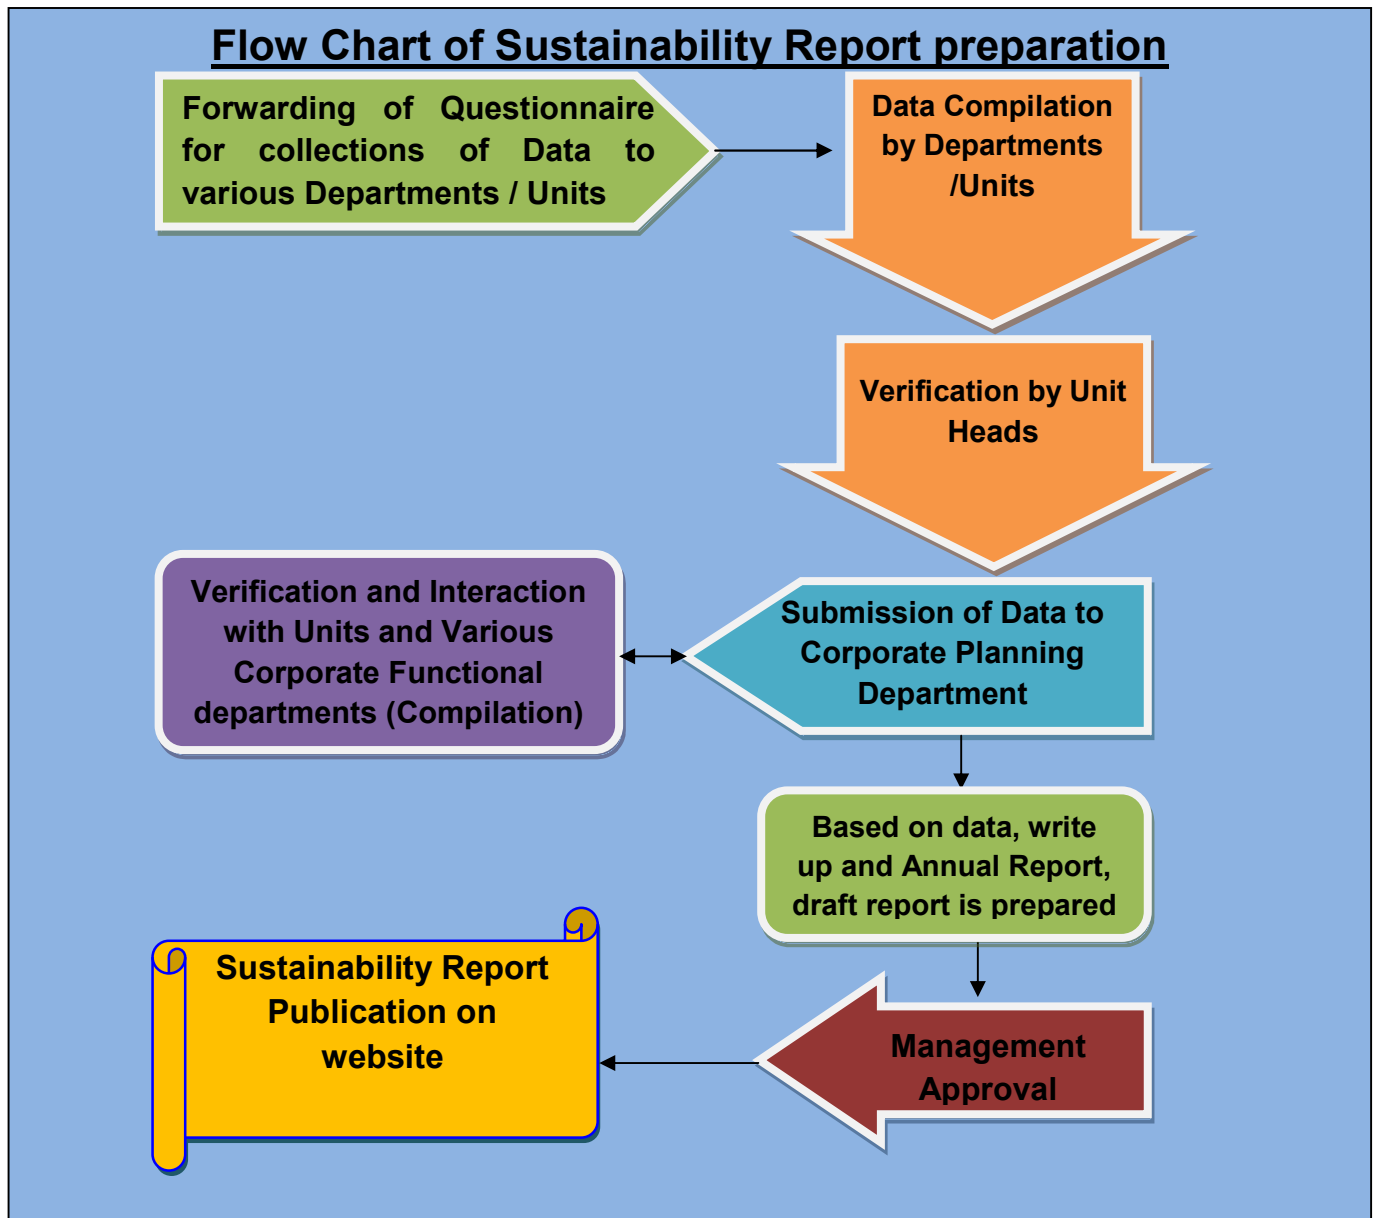 Flow Chart of Sustainability Report preparation
Forwarding of Questionnaire
for collections of Data to
various Departments / Units
Data Compilation
by Departments
/Units
Verification by Unit
Heads
Submission of Data to
Corporate Planning
Department
Verification and Interaction
with Units and Various
Corporate Functional
departments (Compilation)
Based on data, write
up and Annual Report,
draft report is prepared
Management
Approval
Sustainability Report
Publication on
website